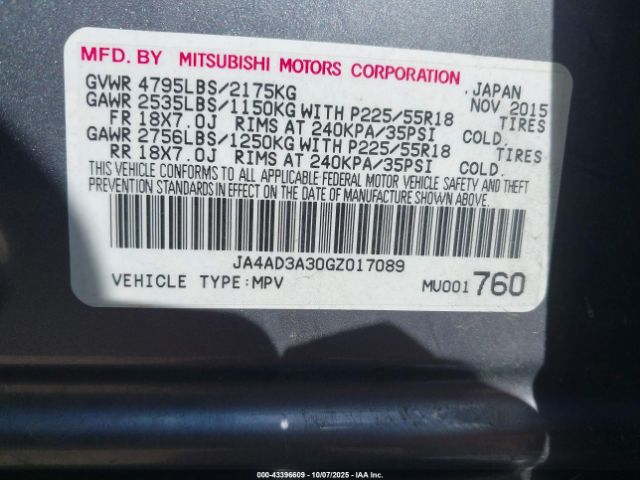 MFD. BY MITSUBISHI MOTORS CORPORATION
GVWR 4795LBS/2175KG , JAPAN
GAWR 2535LBS/1150KG WITH P225/55R18 NOV 2015
FR 18X7.0J RIMS AT 240KPA/35PSI COLD. TIRES
GAWR 2756LBS/1250KG WITH P225/55R18 TIRES
RR 18X7.0J RIMS AT 240KPA/35PSI COLD.
THIS VEHICLE CONFORMS TO ALL APPLICABLE FEDERAL MOTOR VEHICLE SAFETY AND THEFT
PREVENTION STANDARDS IN EFFECT ON THE DATE OF MANUFACTURE SHOWN ABOVE.
JA4AD3A30GZ017089
VEHICLE TYPE:MPV MU001 760
000-43396609 - 10/07/2025 - IAA Inc.